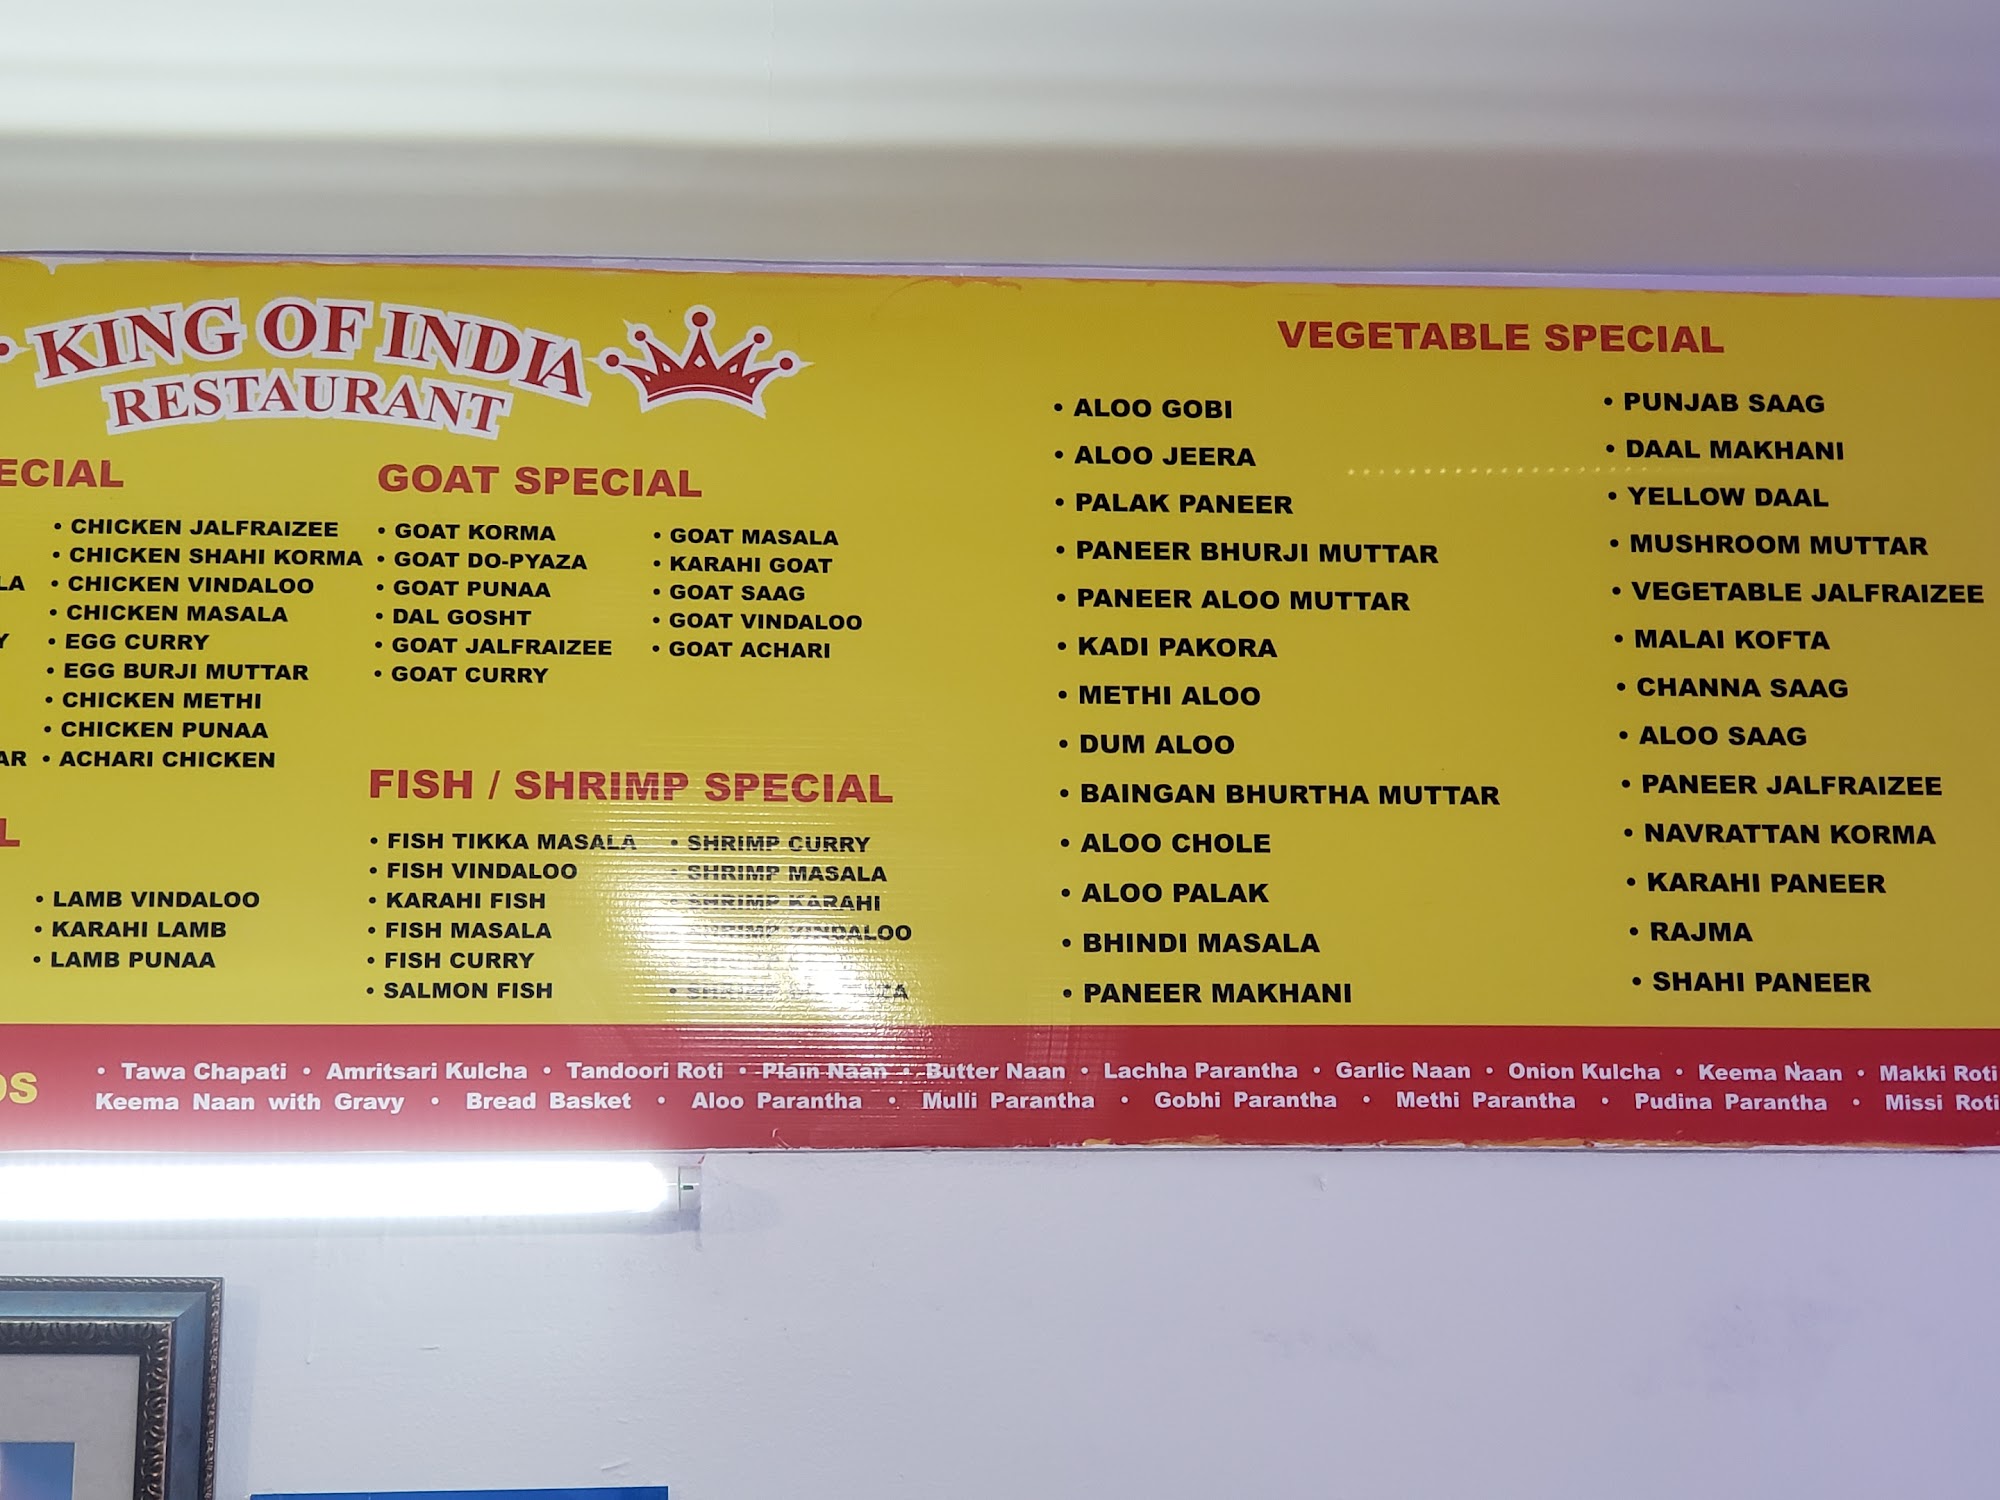 KING OF INDIA
RESTAURANT
ECIAL
• CHICKEN JALFRAIZEE
• CHICKEN SHAHI KORMA
LA • CHICKEN VINDALOO
• CHICKEN MASALA
Y • EGG CURRY
• EGG BURJI MUTTAR
• CHICKEN METHI
• CHICKEN PUNAA
AR • ACHARI CHICKEN
L
• LAMB VINDALOO
• KARAHI LAMB
• LAMB PUNAA
GOAT SPECIAL
• GOAT KORMA
• GOAT DO-PYAZA
• GOAT PUNAA
• DAL GOSHT
• GOAT JALFRAIZEE
• GOAT CURRY
• GOAT MASALA
• KARAHI GOAT
• GOAT SAAG
• GOAT VINDALOO
• GOAT ACHARI
FISH / SHRIMP SPECIAL
• FISH TIKKA MASALA
• FISH VINDALOO
• KARAHI FISH
• FISH MASALA
• FISH CURRY
• SALMON FISH
• SHRIMP CURRY
• SHRIMP MASALA
• SHRIMP KARAHI
SHRIMP VINDALOO
• SHRIMP
VEGETABLE SPECIAL
• ALOO GOBI
• ALOO JEERA
• PALAK PANEER
• PANEER BHURJI MUTTAR
• PANEER ALOO MUTTAR
• KADI PAKORA
• METHI ALOO
• DUM ALOO
• BAINGAN BHURTHA MUTTAR
• ALOO CHOLE
• ALOO PALAK
• BHINDI MASALA
• PANEER MAKHANI
• PUNJAB SAAG
• DAAL MAKHANI
• YELLOW DAAL
• MUSHROOM MUTTAR
• VEGETABLE JALFRAIZEE
• MALAI KOFTA
• CHANNA SAAG
• ALOO SAAG
• PANEER JALFRAIZEE
• NAVRATTAN KORMA
• KARAHI PANEER
• RAJMA
• SHAHI PANEER
DS
• Tawa Chapati • Amritsari Kulcha • Tandoori Roti • Plain Naan • Butter Naan • Lachha Parantha • Garlic Naan • Onion Kulcha • Keema Naan • Makki Roti
Keema Naan with Gravy • Bread Basket • Aloo Parantha • Mulli Parantha • Gobhi Parantha • Methi Parantha • Pudina Parantha • Missi Roti